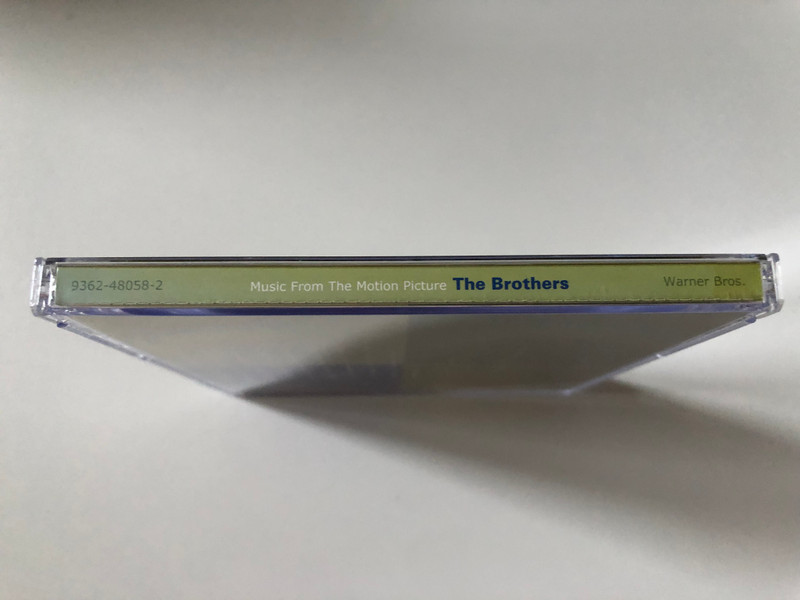 9362-48058-2 Music From The Motion Picture The Brothers Warner Bros.